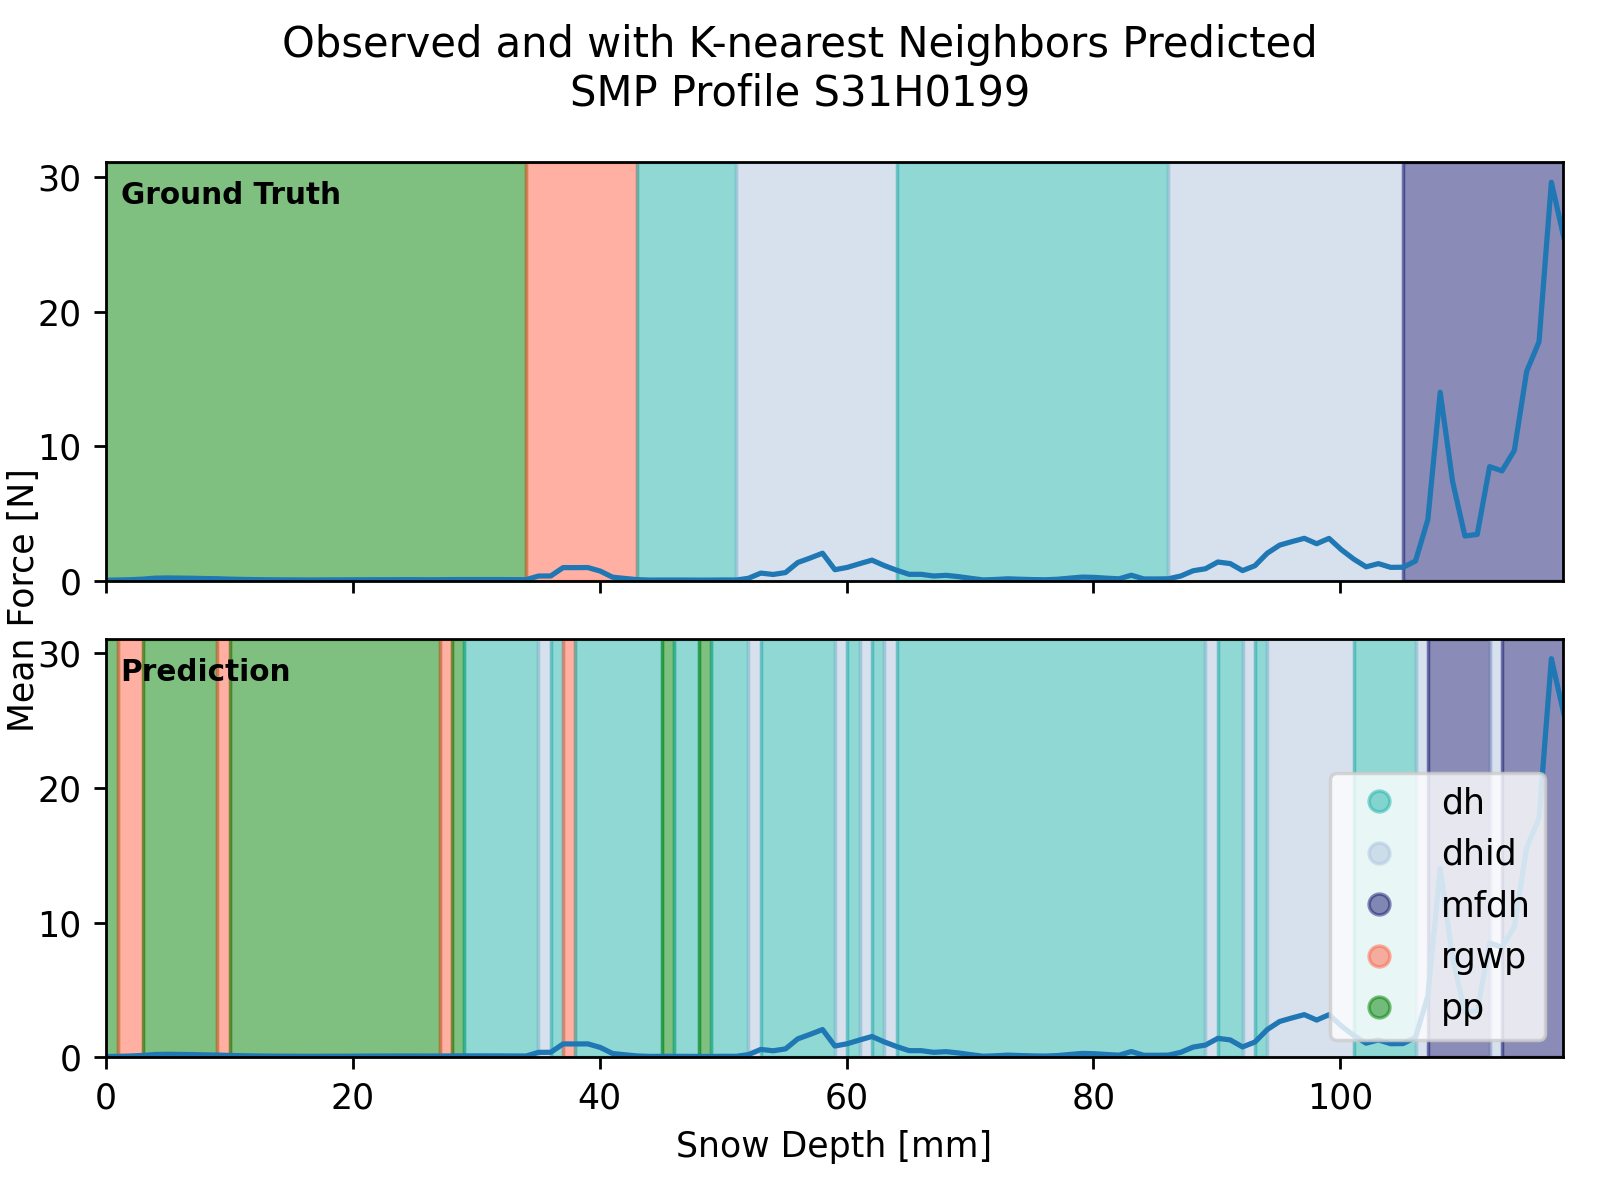 Observed and with K-nearest Neighbors Predicted
SMP Profile S31H0199
Mean Force [N]
30
20
10
0
Ground Truth
30
20
10
0
Prediction
dh
dhid
mfdh
rgwp
pp
0 20 40 60 80 100
Snow Depth [mm]